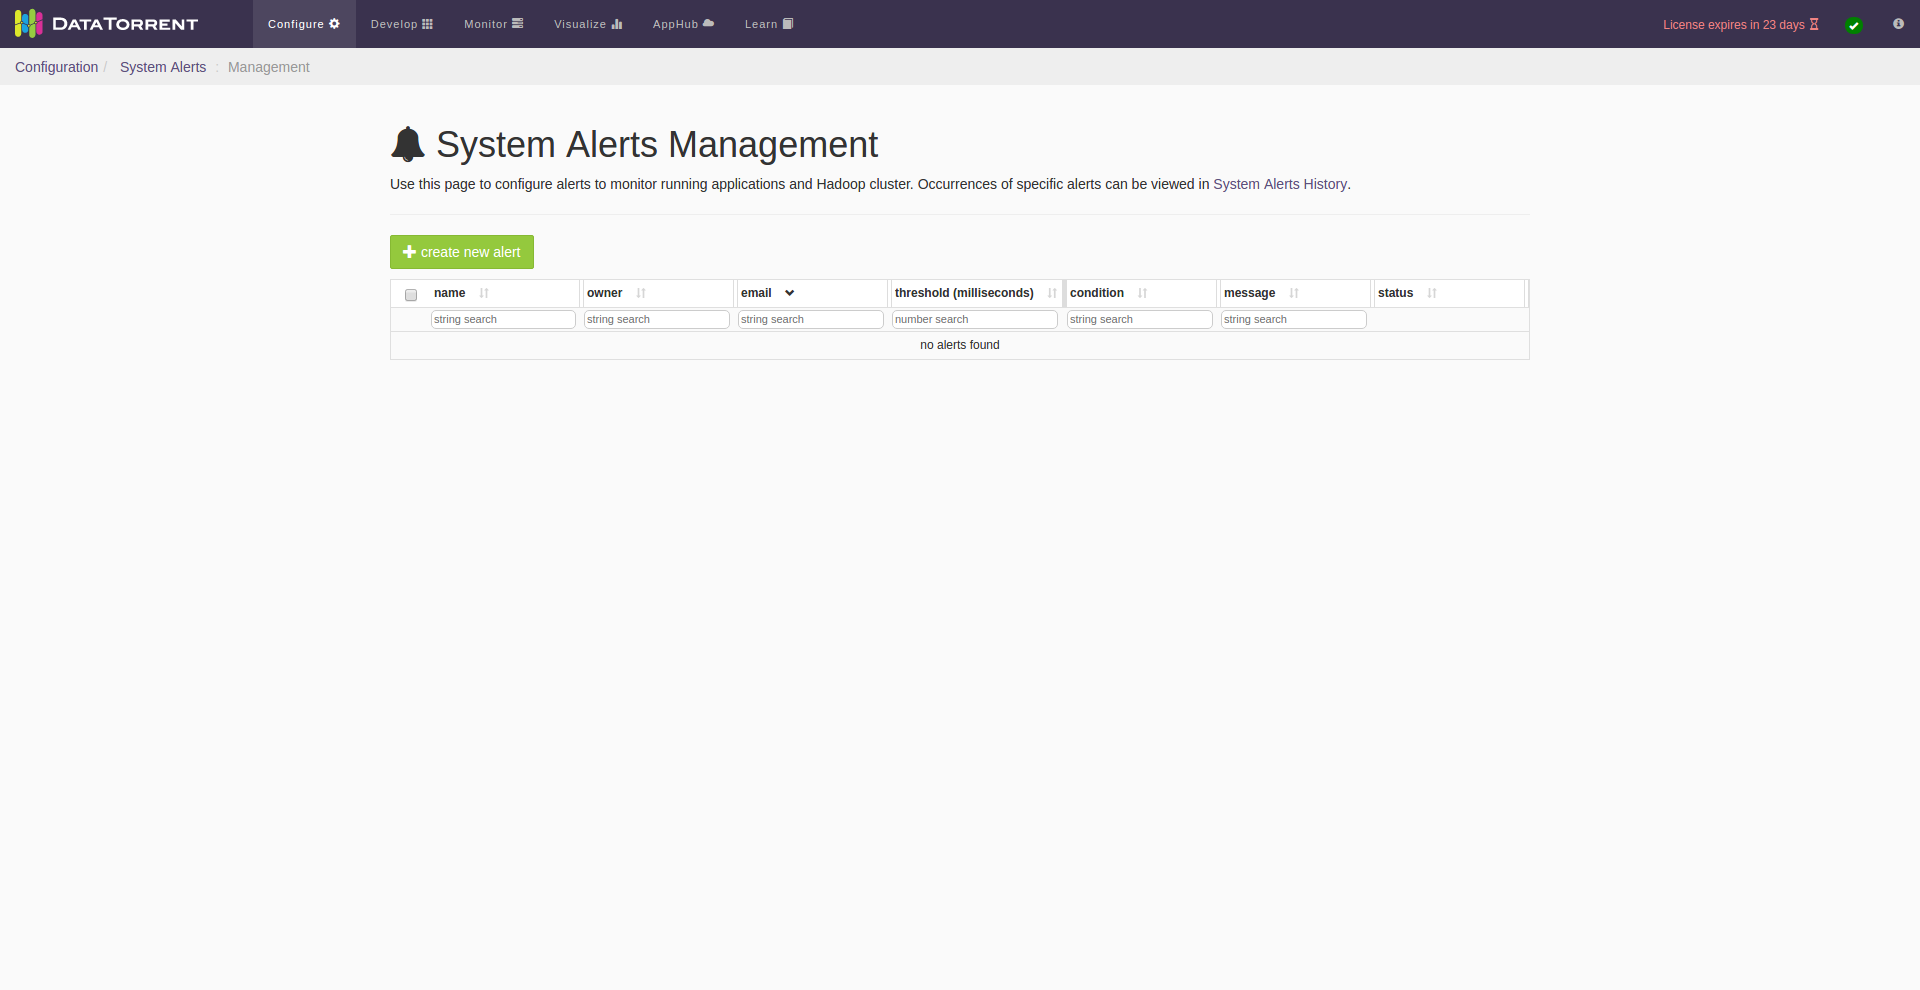 DATATORRENT Configure Develop Monitor Visualize AppHub Learn License expires in 23 days
Configuration / System Alerts : Management
System Alerts Management
Use this page to configure alerts to monitor running applications and Hadoop cluster. Occurrences of specific alerts can be viewed in System Alerts History.
create new alert
name owner email threshold (milliseconds) condition message status
string search string search string search number search string search string search
no alerts found